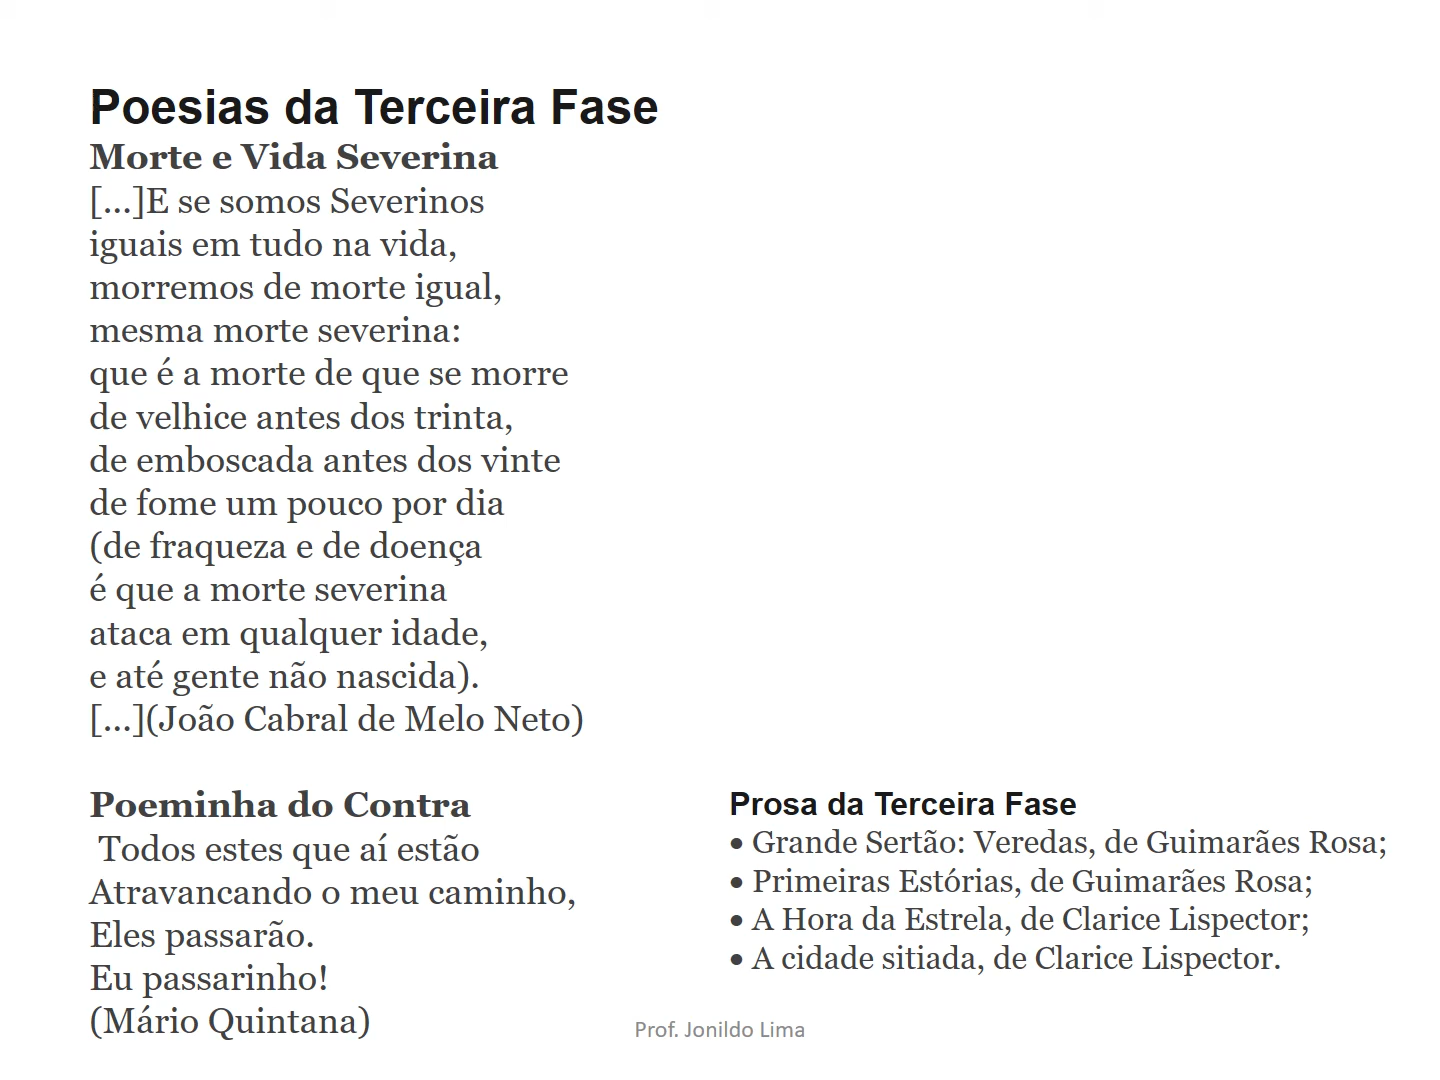 Poesias da Terceira Fase
Morte e Vida Severina
[...]E se somos Severinos
iguais em tudo na vida,
morremos de morte igual,
mesma morte severina:
que é a morte de que se morre
de velhice antes dos trinta,
de emboscada antes dos vinte
de fome um pouco por dia
(de fraqueza e de doença
é que a morte severina
ataca em qualquer idade,
e até gente não nascida).
[...](João Cabral de Melo Neto)
Poeminha do Contra
Todos estes que aí estão
Atravancando o meu caminho,
Eles passarão.
Eu passarinho!
(Mário Quintana)
Prosa da Terceira Fase
• Grande Sertão: Veredas, de Guimarães Rosa;
• Primeiras Estórias, de Guimarães Rosa;
• A Hora da Estrela, de Clarice Lispector;
• A cidade sitiada, de Clarice Lispector.
Prof. Jonildo Lima